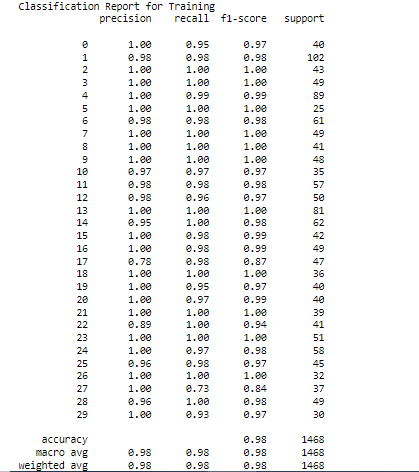 Classification Report for Training
precision recall f1-score support
0 1.00 0.95 0.97 40
1 0.98 0.98 0.98 102
2 1.00 1.00 1.00 43
3 1.00 1.00 1.00 49
4 1.00 0.99 0.99 89
5 1.00 1.00 1.00 25
6 0.98 0.98 0.98 61
7 1.00 1.00 1.00 49
8 1.00 1.00 1.00 41
9 1.00 1.00 1.00 48
10 0.97 0.97 0.97 35
11 0.98 0.98 0.98 57
12 0.98 0.96 0.97 50
13 1.00 1.00 1.00 81
14 0.95 1.00 0.98 62
15 1.00 0.98 0.99 42
16 1.00 0.98 0.99 49
17 0.78 0.98 0.87 47
18 1.00 1.00 1.00 36
19 1.00 0.95 0.97 40
20 1.00 0.97 0.99 40
21 1.00 1.00 1.00 39
22 0.89 1.00 0.94 41
23 1.00 1.00 1.00 51
24 1.00 0.97 0.98 58
25 0.96 0.98 0.97 45
26 1.00 1.00 1.00 32
27 1.00 0.73 0.84 37
28 0.96 1.00 0.98 49
29 1.00 0.93 0.97 30
accuracy 0.98 1468
macro avg 0.98 0.98 0.98 1468
weighted avg 0.98 0.98 0.98 1468